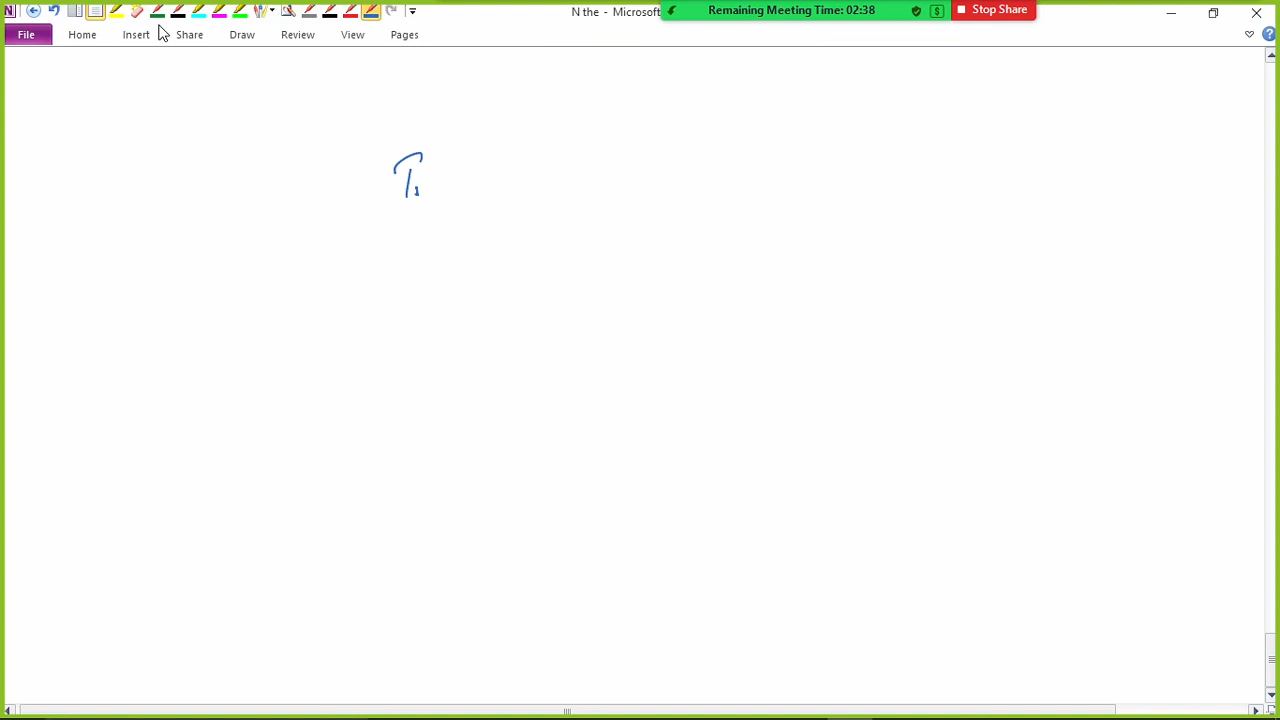 N the - Microsoft
Remaining Meeting Time: 02:38
Stop Share
File Home Insert Share Draw Review View Pages
T